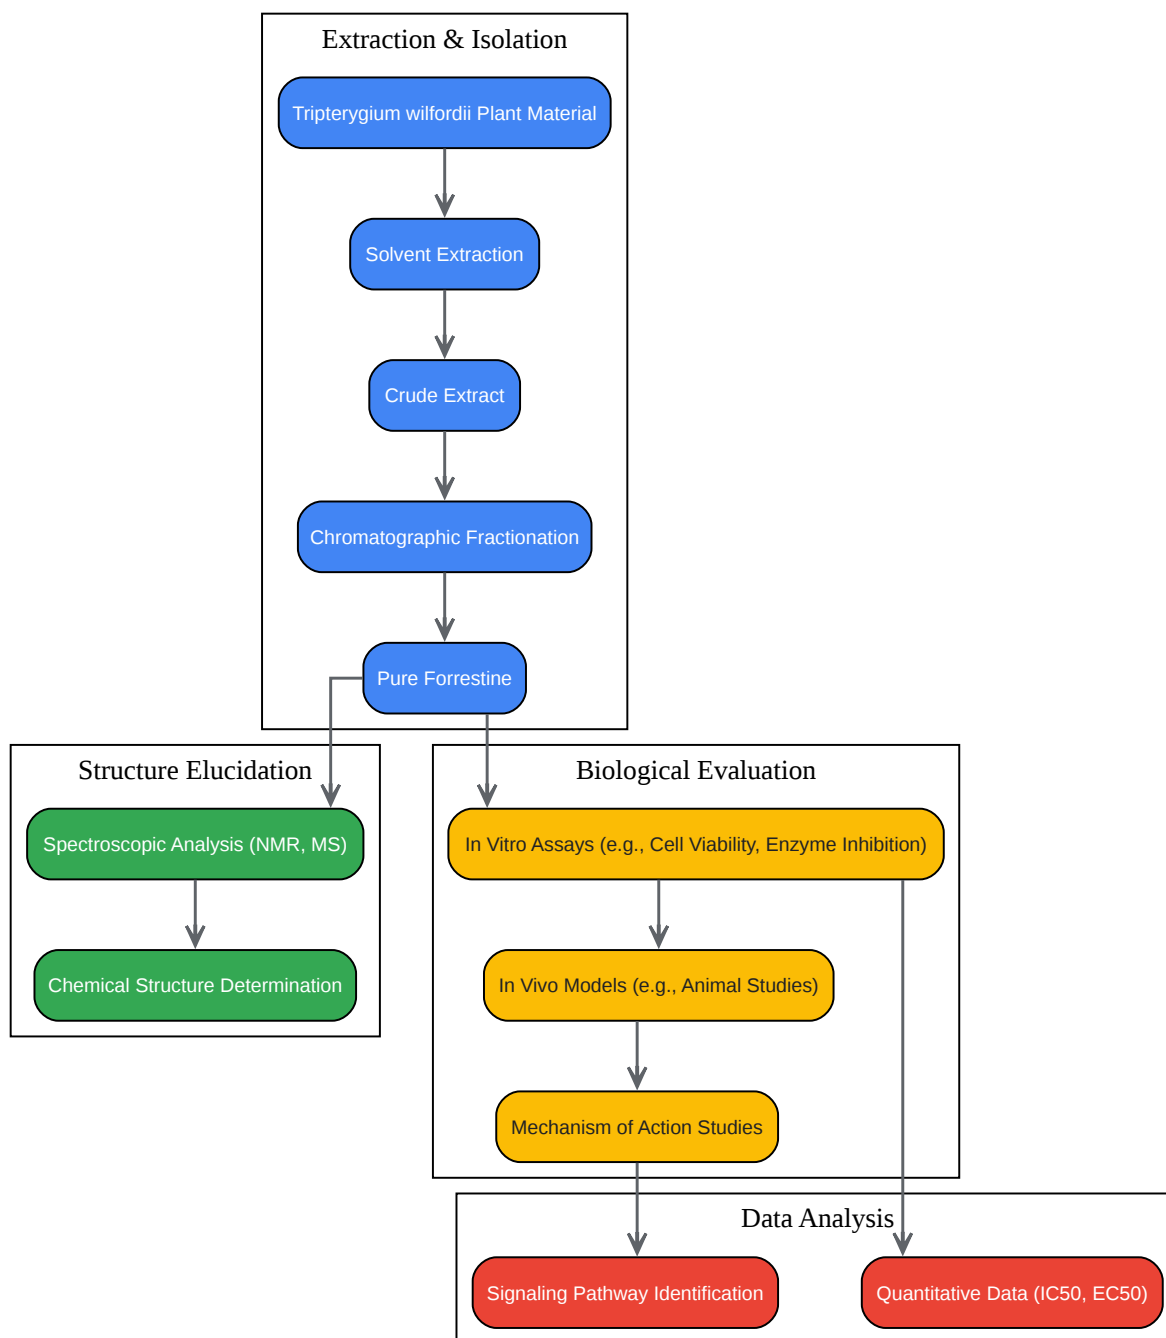 Extraction & Isolation
Tripterygium wilfordii Plant Material
Solvent Extraction
Crude Extract
Chromatographic Fractionation
Pure Forrestine
Structure Elucidation
Spectroscopic Analysis (NMR, MS)
Chemical Structure Determination
Biological Evaluation
In Vitro Assays (e.g., Cell Viability, Enzyme Inhibition)
In Vivo Models (e.g., Animal Studies)
Mechanism of Action Studies
Data Analysis
Signaling Pathway Identification
Quantitative Data (IC50, EC50)